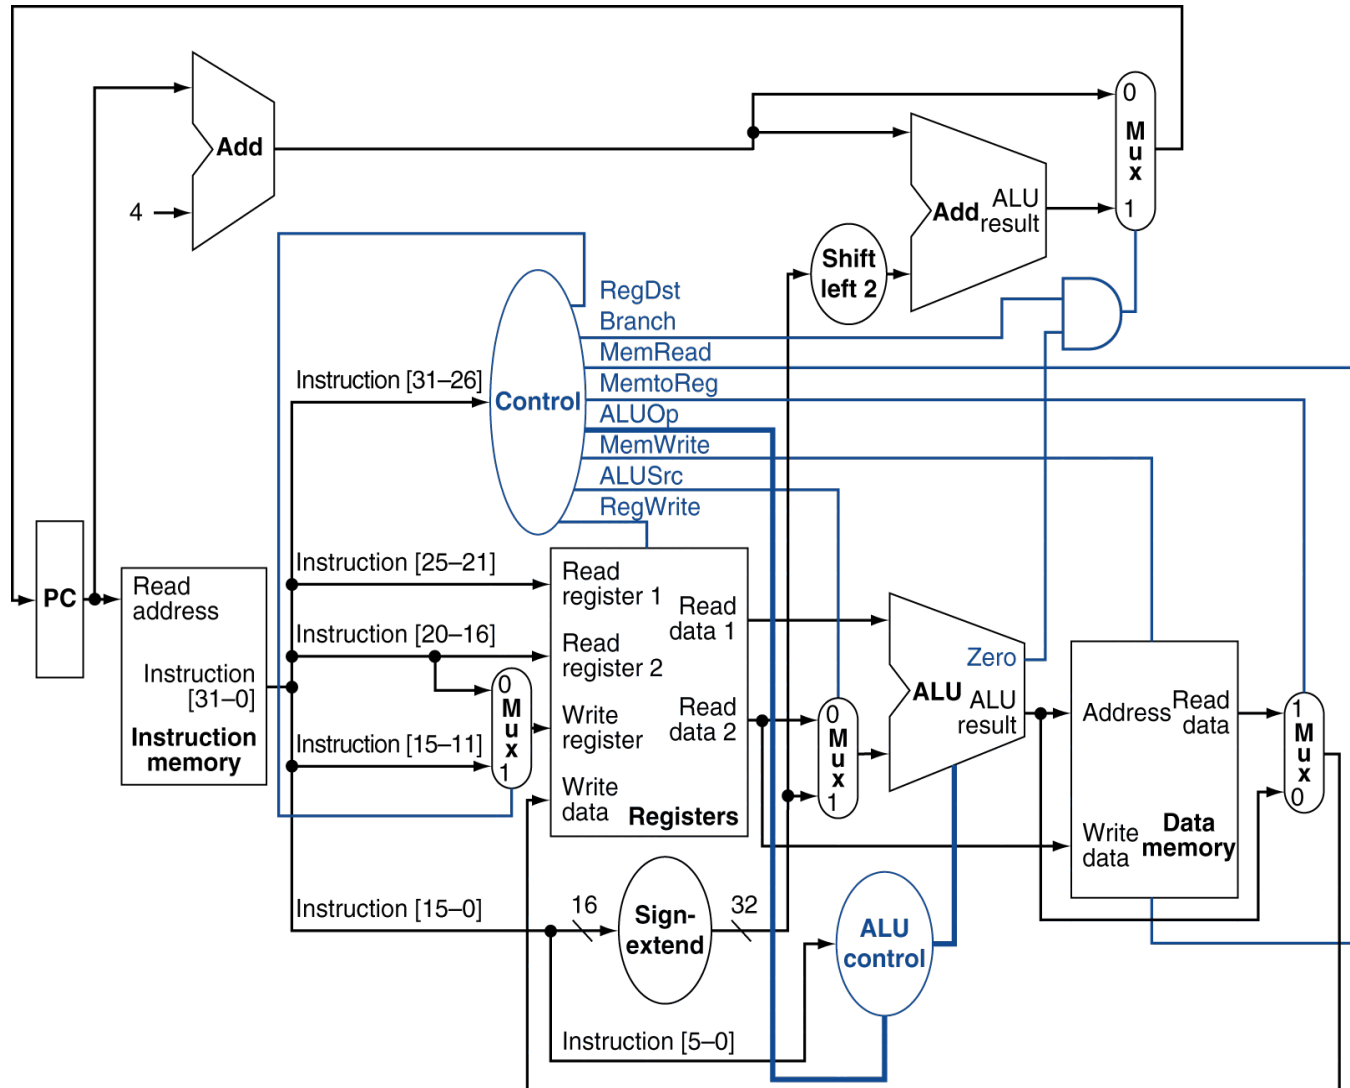 0
M
u
x
1
Add
4
Add
ALU
result
Shift
left 2
RegDst
Branch
MemRead
MemtoReg
ALUOp
MemWrite
ALUSrc
RegWrite
Instruction [31–26]
Control
Instruction [25–21]
Instruction [20–16]
Instruction [15–11]
Instruction [15–0]
Instruction [5–0]
PC
Read
address
Instruction
[31–0]
Instruction
memory
0
M
u
x
1
Read
register 1
Read
register 2
Write
register
Write
data
Read
data 1
Read
data 2
Registers
0
M
u
x
1
Zero
ALU
ALU
result
Address
Read
data
Write
data
Data
memory
1
M
u
x
0
16
Sign-
extend
32
ALU
control